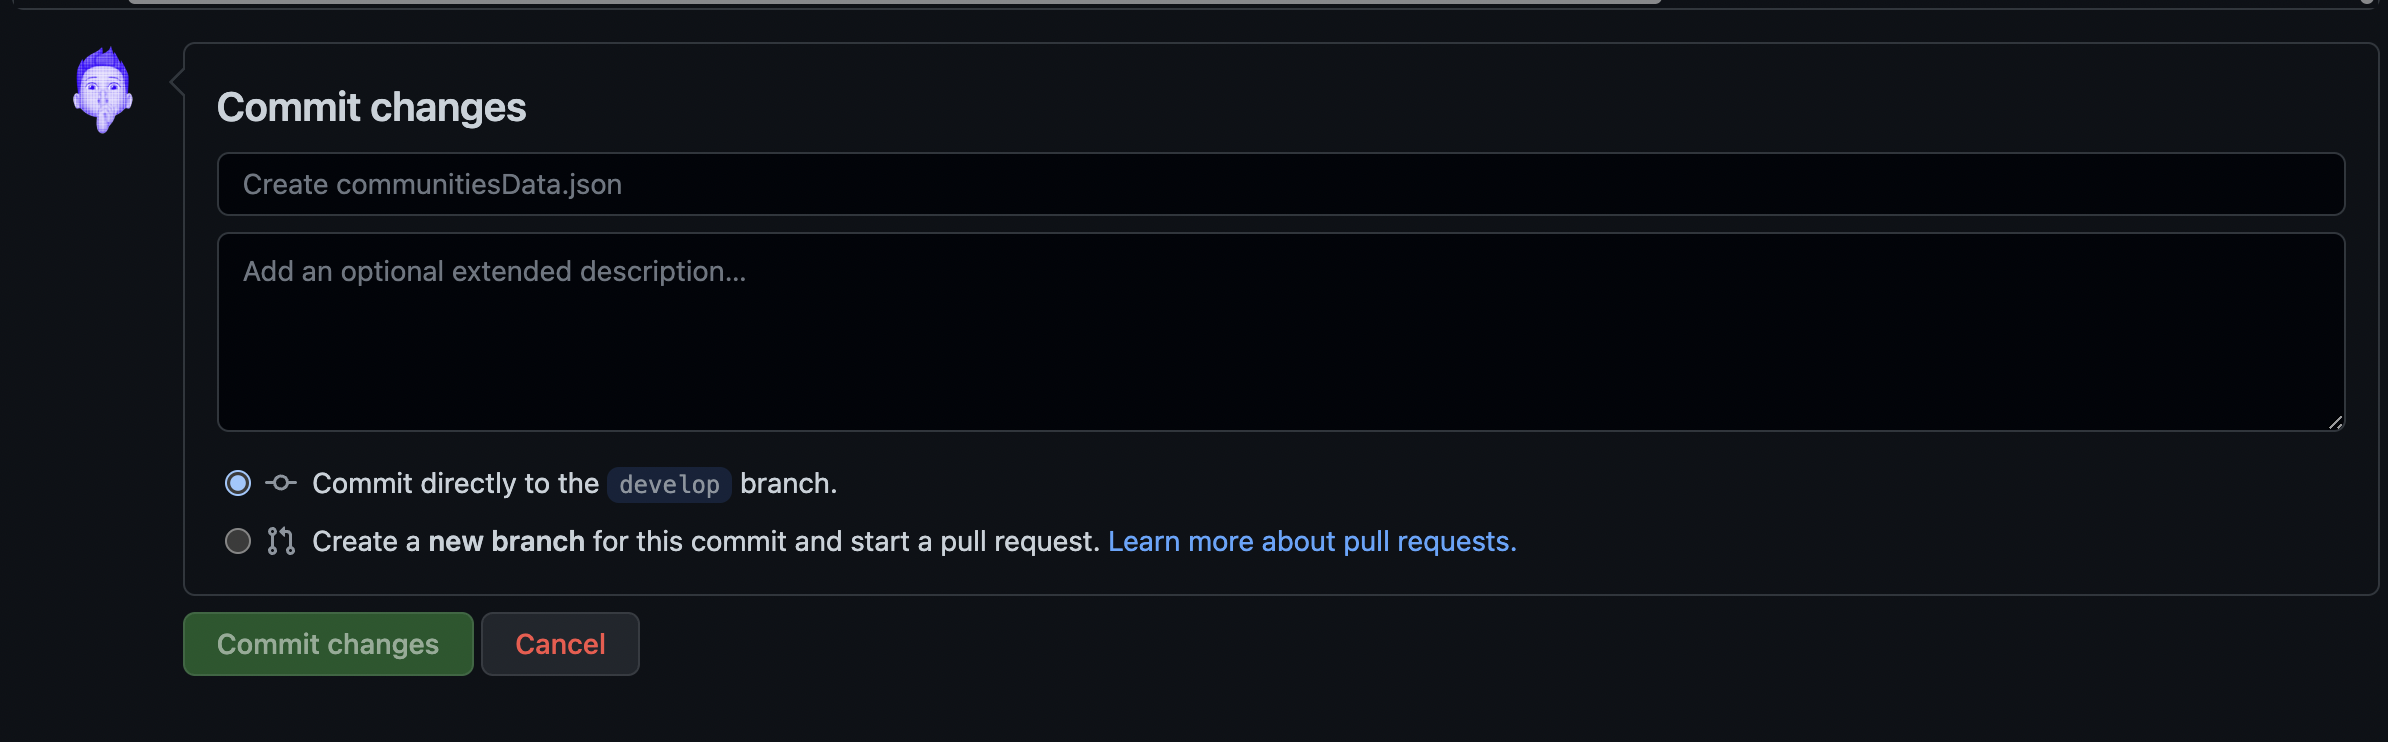 Commit changes
Create communitiesData.json
Add an optional extended description...
Commit directly to the develop branch.
Create a new branch for this commit and start a pull request. Learn more about pull requests.
Commit changes Cancel